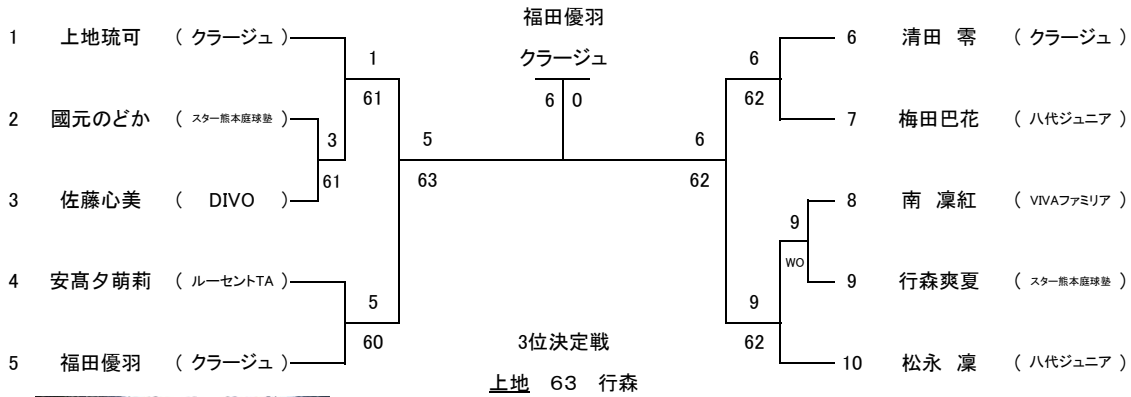 福田優羽
クラージュ
6 0
1 上地琉可 ( クラージュ )
1
61
2 國元のどか ( スター熊本庭球塾 )
3
61
3 佐藤心美 ( DIVO )
5
63
4 安髙夕萌莉 ( ルーセントTA )
5
60
5 福田優羽 ( クラージュ )
6 清田 零 ( クラージュ )
6
62
7 梅田巴花 ( 八代ジュニア )
6
62
8 南 凜紅 ( VIVAファミリア )
9
WO
9 行森爽夏 ( スター熊本庭球塾 )
9
62
10 松永 凜 ( 八代ジュニア )
3位決定戦
上地 63 行森